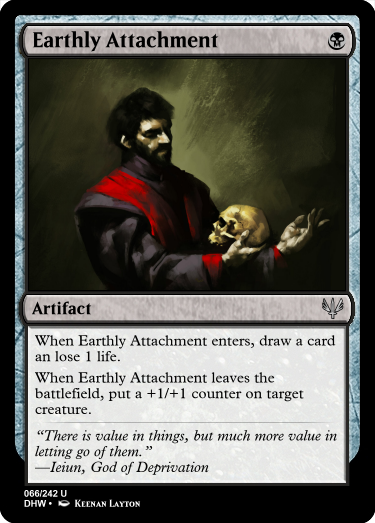 Earthly Attachment
Artifact
When Earthly Attachment enters, draw a card
an lose 1 life.
When Earthly Attachment leaves the
battlefield, put a +1/+1 counter on target
creature.
“There is value in things, but much more value in
letting go of them.”
—Ieiun, God of Deprivation
066/242 U
DHW • Keenan Layton